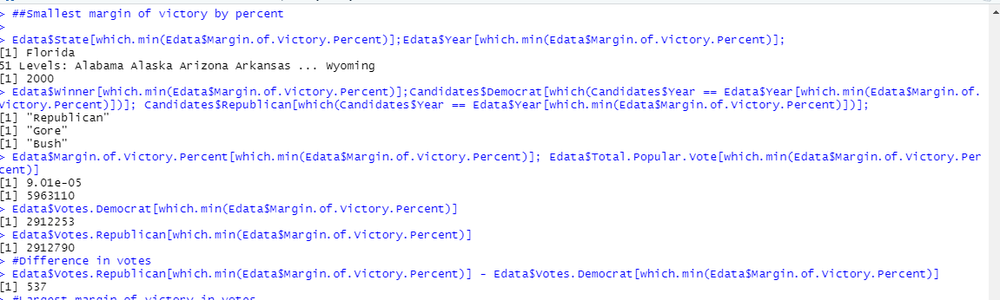 > ##Smallest margin of victory by percent
>
> Edata$State[which.min(Edata$Margin.of.Victory.Percent)];Edata$Year[which.min(Edata$Margin.of.Victory.Percent)];
[1] Florida
51 Levels: Alabama Alaska Arizona Arkansas ... Wyoming
[1] 2000
> Edata$Winner[which.min(Edata$Margin.of.Victory.Percent)];Candidates$Democrat[which(Candidates$Year == Edata$Year[which.min(Edata$Margin.of.
Victory.Percent)])]; Candidates$Republican[which(Candidates$Year == Edata$Year[which.min(Edata$Margin.of.Victory.Percent)])];
[1] "Republican"
[1] "Gore"
[1] "Bush"
> Edata$Margin.of.Victory.Percent[which.min(Edata$Margin.of.Victory.Percent)]; Edata$Total.Popular.Vote[which.min(Edata$Margin.of.Victory.Per
cent)]
[1] 9.01e-05
[1] 5963110
> Edata$Votes.Democrat[which.min(Edata$Margin.of.Victory.Percent)]
[1] 2912253
> Edata$Votes.Republican[which.min(Edata$Margin.of.Victory.Percent)]
[1] 2912790
> #Difference in votes
> Edata$Votes.Republican[which.min(Edata$Margin.of.Victory.Percent)] - Edata$Votes.Democrat[which.min(Edata$Margin.of.Victory.Percent)]
[1] 537
> #Largest margin of victory in votes